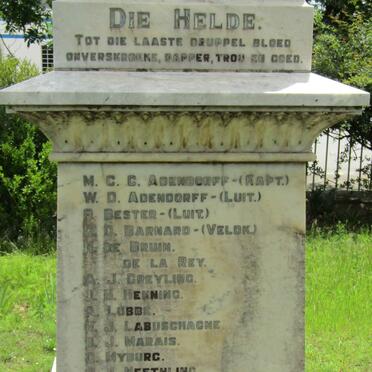 Die Helde.
Tot die laaste druppel bloed
onverskrokke, dapper, trou en goed.
M. C. C. Adendorff - (Kapt.)
W. D. Adendorff - (Luit.)
Bester - (Luit.)
D. Barnard - (Veldk.)
de Bruin.
de la Rey.
J. Greyling.
Henning.
Lubbe.
J. Labuschagne
J. Marais.
Myburg.